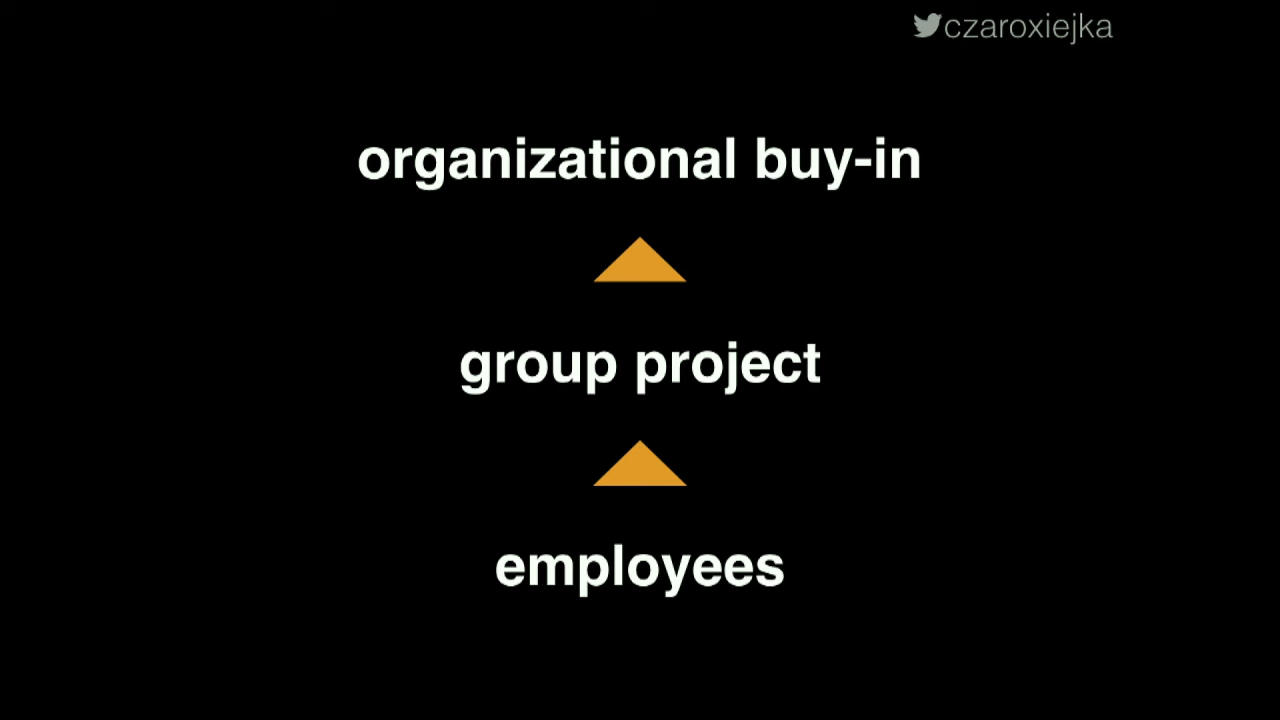 czaroxiejka
organizational buy-in
group project
employees